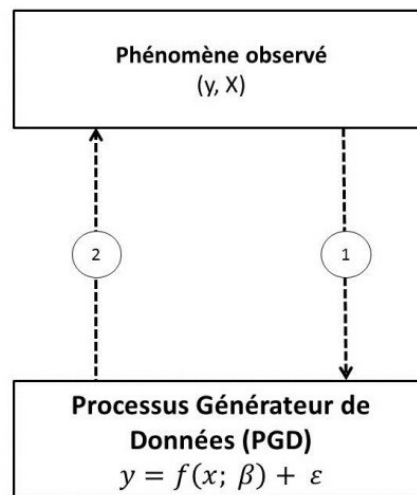 Phénomène observé
(y, X)
2
1
Processus Générateur de
Données (PGD)
y = f(x; β) + ε